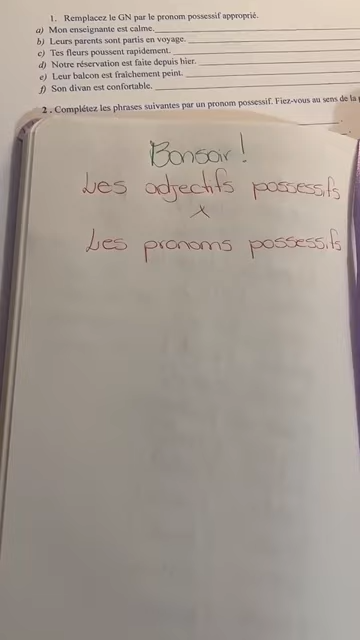 1. Remplacez le GN par le pronom possessif approprié.
a) Mon enseignante est calme.
b) Leurs parents sont partis en voyage.
c) Tes fleurs poussent rapidement.
d) Notre réservation est faite depuis hier.
e) Leur balcon est fraîchement peint.
f) Son divan est confortable.
2. Complétez les phrases suivantes par un pronom possessif. Fiez-vous au sens de la
Bonsoir!
Les adjectifs possessifs
x
Les pronoms possessifs